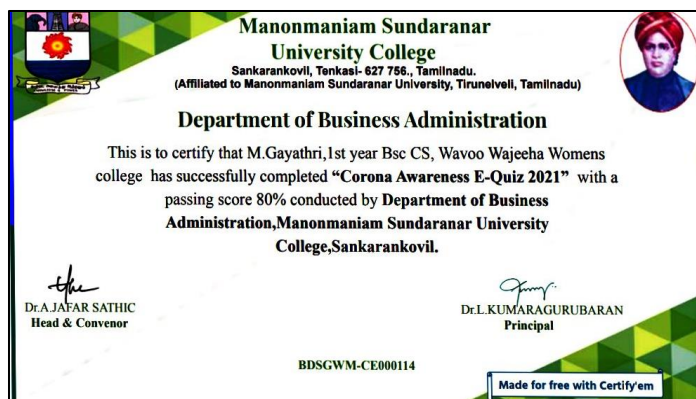 Manonmaniam Sundaranar
University College
Sankarankovil, Tenkasi- 627 756., Tamilnadu.
(Affiliated to Manonmaniam Sundaranar University, Tirunelveli, Tamilnadu)
Department of Business Administration
This is to certify that M.Gayathri,1st year Bsc CS, Wavoo Wajeeha Womens
college has successfully completed “Corona Awareness E-Quiz 2021” with a
passing score 80% conducted by Department of Business
Administration,Manonmaniam Sundaranar University
College,Sankarankovil.
Dr.A.JAFAR SATHIC
Head & Convenor
Dr.L.KUMARAGURUBARAN
Principal
BDSGWM-CE000114
Made for free with Certify'em